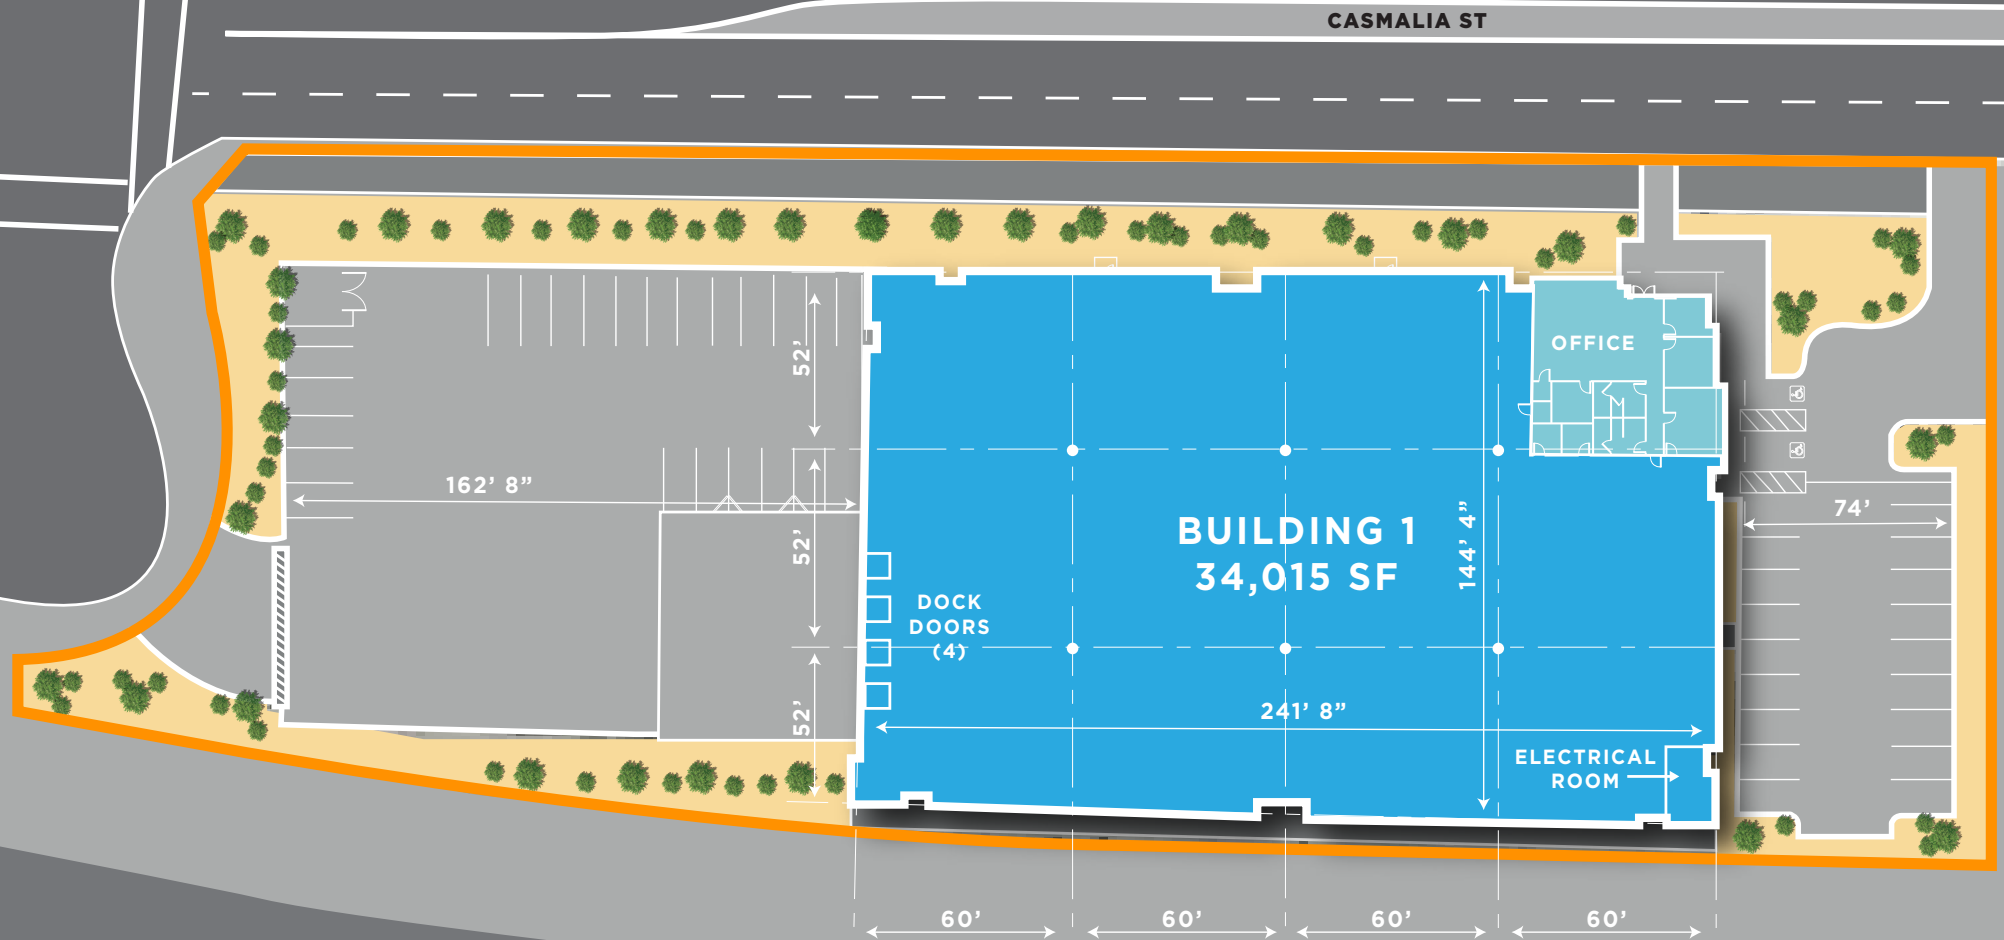 CASMALIA ST
52’
OFFICE
162’ 8”
BUILDING 1
34,015 SF
144’ 4”
74’
52’
DOCK
DOORS
(4)
241’ 8”
52’
ELECTRICAL
ROOM
60’
60’
60’
60’